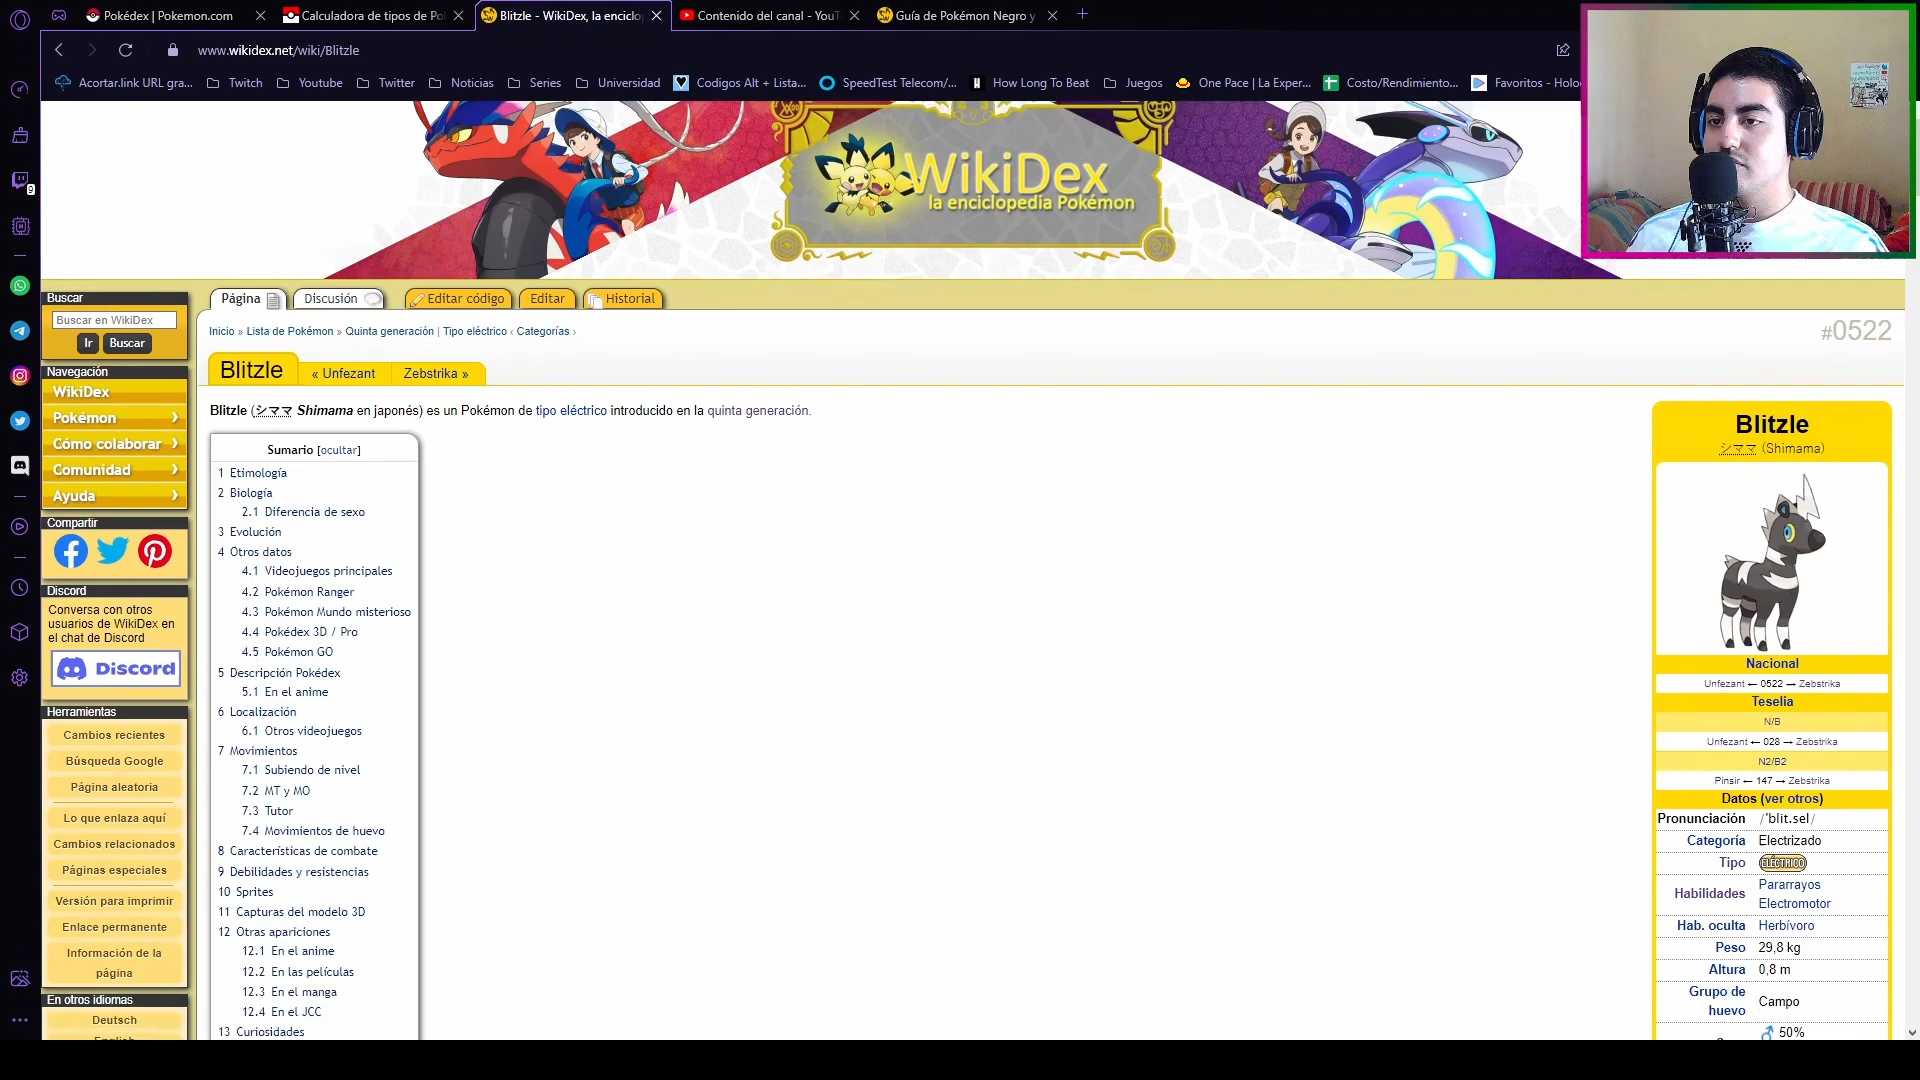 Pokédex | Pokemon.com
Calculadora de tipos de Po
Blitzle - WikiDex, la enciclo
Contenido del canal - YouT
Guía de Pokémon Negro y
www.wikidex.net/wiki/Blitzle
Acortar.link URL gra...
Twitch
Youtube
Twitter
Noticias
Series
Universidad
Codigos Alt + Lista...
SpeedTest Telecom/...
How Long To Beat
Juegos
One Pace | La Exper...
Costo/Rendimiento...
Favoritos - Holo
WikiDex
la enciclopedia Pokémon
9
Buscar
Buscar en WikiDex
Ir
Buscar
Navegación
WikiDex
Pokémon
Cómo colaborar
Comunidad
Ayuda
Compartir
Discord
Conversa con otros
usuarios de WikiDex en
el chat de Discord
Discord
Herramientas
Cambios recientes
Búsqueda Google
Página aleatoria
Lo que enlaza aquí
Cambios relacionados
Páginas especiales
Versión para imprimir
Enlace permanente
Información de la
página
En otros idiomas
Deutsch
English
Página
Discusión
Editar código
Editar
Historial
Inicio » Lista de Pokémon » Quinta generación | Tipo eléctrico ‹ Categorías ›
#0522
Blitzle
« Unfezant
Zebstrika »
Blitzle (シママ Shimama en japonés) es un Pokémon de tipo eléctrico introducido en la quinta generación.
Sumario [ocultar]
1 Etimología
2 Biología
2.1 Diferencia de sexo
3 Evolución
4 Otros datos
4.1 Videojuegos principales
4.2 Pokémon Ranger
4.3 Pokémon Mundo misterioso
4.4 Pokédex 3D / Pro
4.5 Pokémon GO
5 Descripción Pokédex
5.1 En el anime
6 Localización
6.1 Otros videojuegos
7 Movimientos
7.1 Subiendo de nivel
7.2 MT y MO
7.3 Tutor
7.4 Movimientos de huevo
8 Características de combate
9 Debilidades y resistencias
10 Sprites
11 Capturas del modelo 3D
12 Otras apariciones
12.1 En el anime
12.2 En las películas
12.3 En el manga
12.4 En el JCC
13 Curiosidades
Blitzle
シママ (Shimama)
Nacional
Unfezant ← 0522 → Zebstrika
Teselia
N/B
Unfezant ← 028 → Zebstrika
N2/B2
Pinsir ← 147 → Zebstrika
Datos (ver otros)
Pronunciación /ˈblit.sel/
Categoría Electrizado
Tipo ELÉCTRICO
Habilidades Pararrayos
Electromotor
Hab. oculta Herbívoro
Peso 29,8 kg
Altura 0,8 m
Grupo de
huevo Campo
♂ 50%